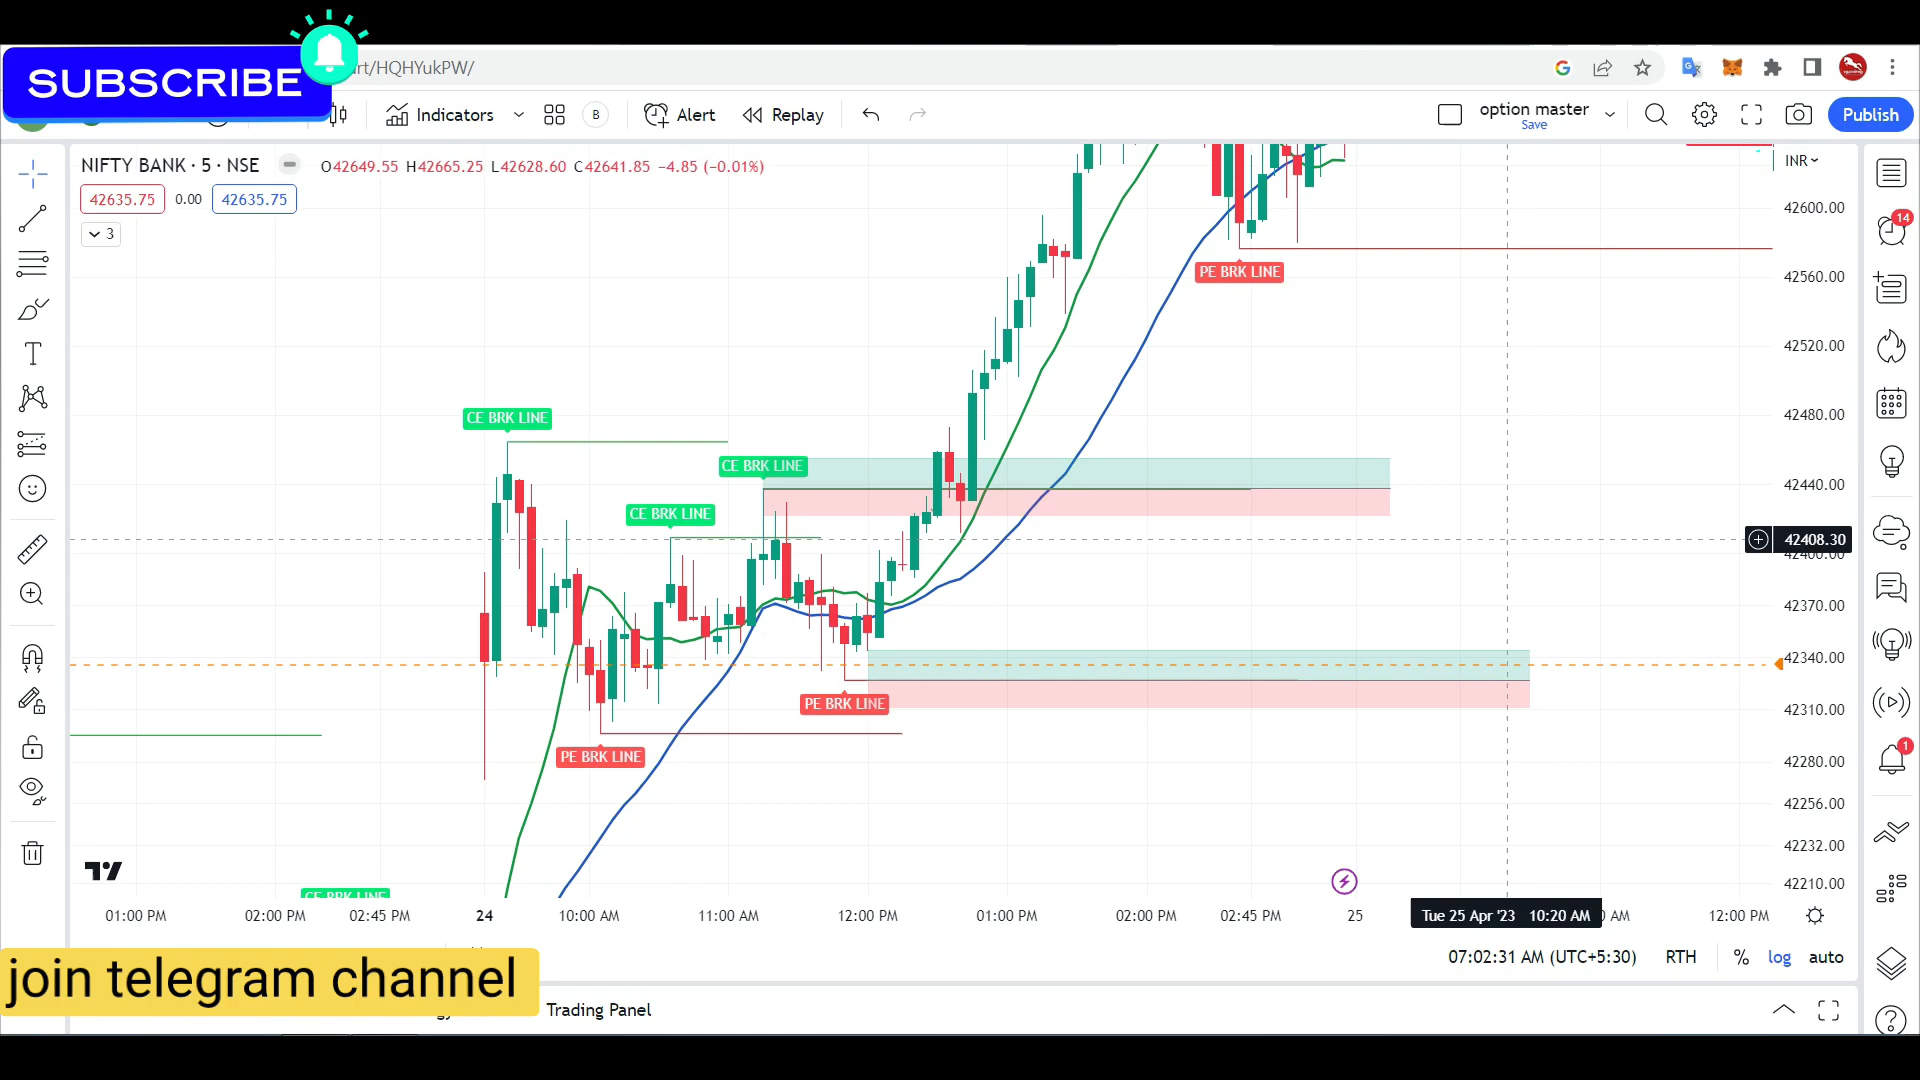 SUBSCRIBE
rt/HQHYukPW/
Indicators
B
Alert
Replay
option master
Save
Publish
NIFTY BANK · 5 · NSE
O42649.55 H42665.25 L42628.60 C42641.85 −4.85 (−0.01%)
INR
42635.75 0.00 42635.75
3
14
42600.00
PE BRK LINE
42560.00
42520.00
CE BRK LINE
42480.00
CE BRK LINE
42440.00
CE BRK LINE
42408.30
42400.00
42370.00
42340.00
PE BRK LINE
42310.00
PE BRK LINE
42280.00
1
42256.00
42232.00
CE BRK LINE
42210.00
01:00 PM 02:00 PM 02:45 PM 24 10:00 AM 11:00 AM 12:00 PM 01:00 PM 02:00 PM 02:45 PM 25 Tue 25 Apr '23 10:20 AM AM 12:00 PM
07:02:31 AM (UTC+5:30) RTH % log auto
join telegram channel
Trading Panel